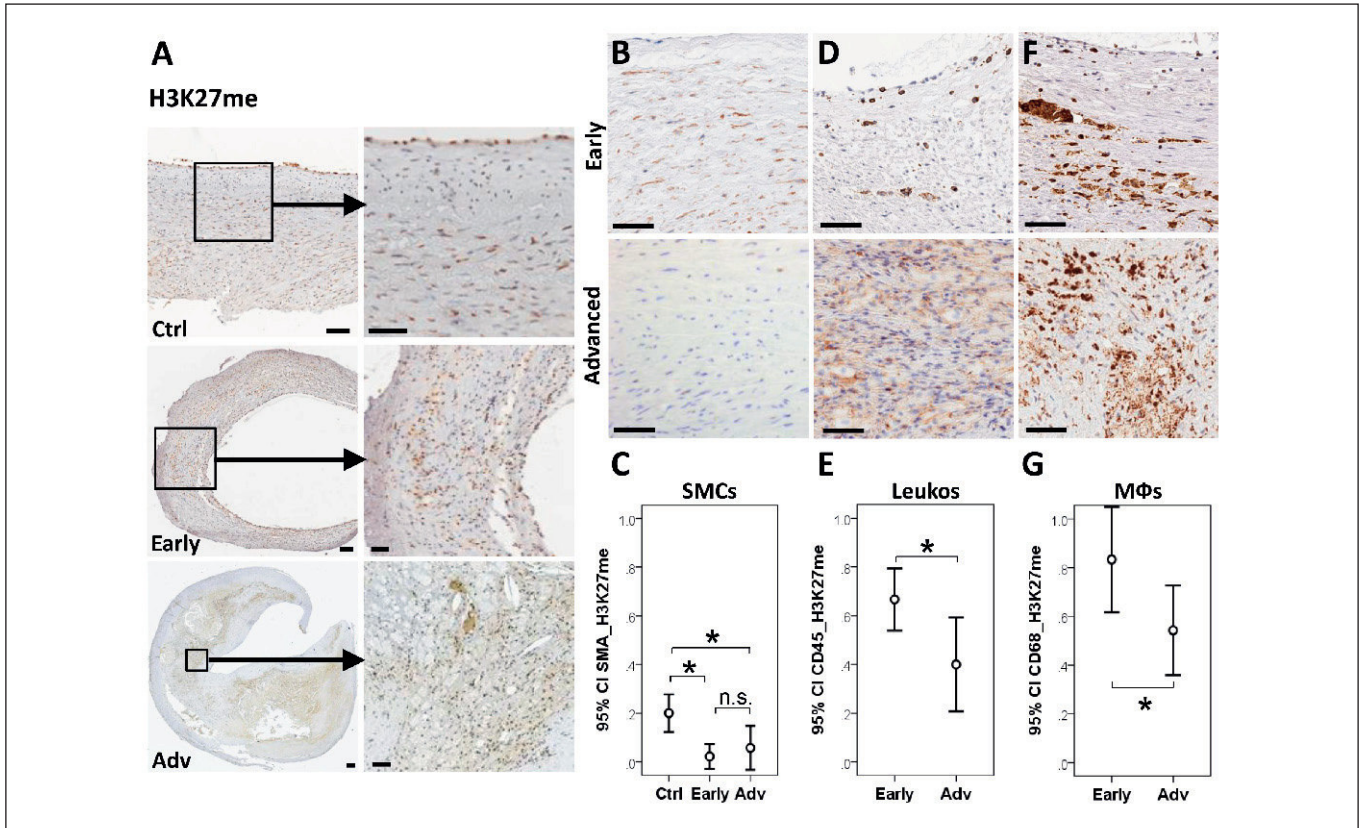 A
H3K27me
Ctrl
Early
Adv
B
D
F
Early
Advanced
C
SMCs
95% CI SMA_H3K27me
1.0
.8
.6
.4
.2
.0
*
*
n.s.
Ctrl Early Adv
E
Leukos
95% CI CD45_H3K27me
1.0
.8
.6
.4
.2
.0
*
Early Adv
G
MΦs
95% CI CD68_H3K27me
1.0
.8
.6
.4
.2
.0
*
Early Adv